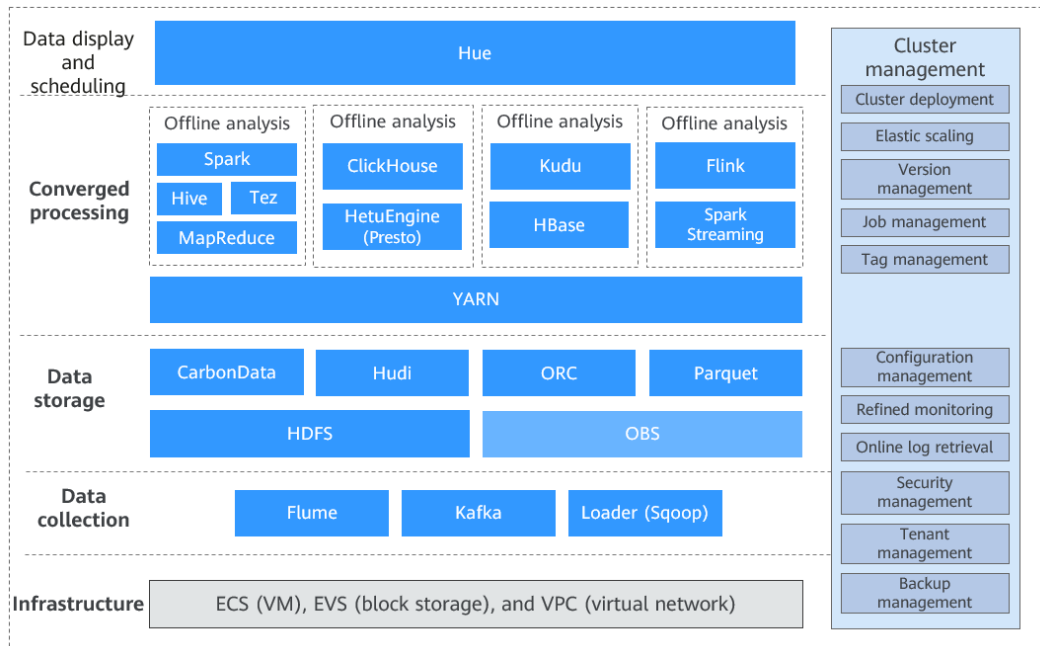 Data display
and
scheduling
Hue
Converged
processing
Offline analysis
Spark
Hive
Tez
MapReduce
Offline analysis
ClickHouse
HetuEngine
(Presto)
Offline analysis
Kudu
HBase
Offline analysis
Flink
Spark
Streaming
YARN
Data
storage
CarbonData
Hudi
ORC
Parquet
HDFS
OBS
Data
collection
Flume
Kafka
Loader (Sqoop)
Infrastructure
ECS (VM), EVS (block storage), and VPC (virtual network)
Cluster
management
Cluster deployment
Elastic scaling
Version
management
Job management
Tag management
Configuration
management
Refined monitoring
Online log retrieval
Security
management
Tenant
management
Backup
management